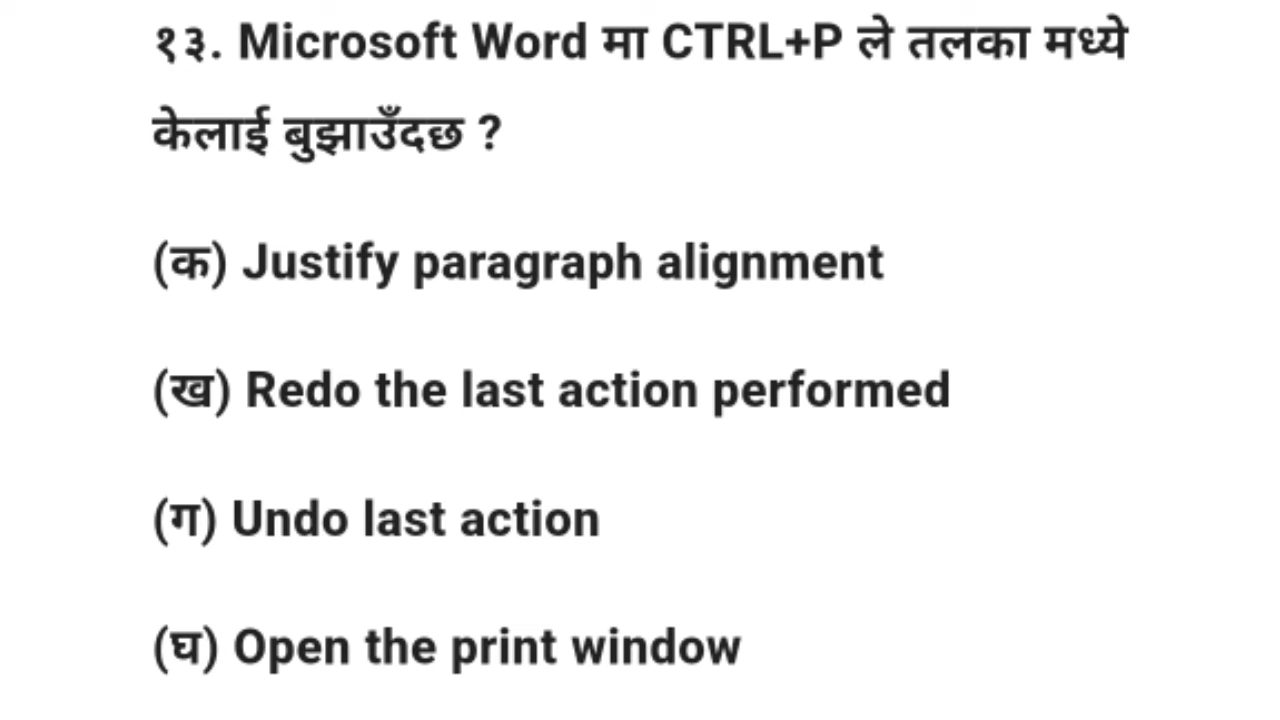 १३. Microsoft Word मा CTRL+P ले तलका मध्ये
केलाई बुझाउँदछ ?
(क) Justify paragraph alignment
(ख) Redo the last action performed
(ग) Undo last action
(घ) Open the print window